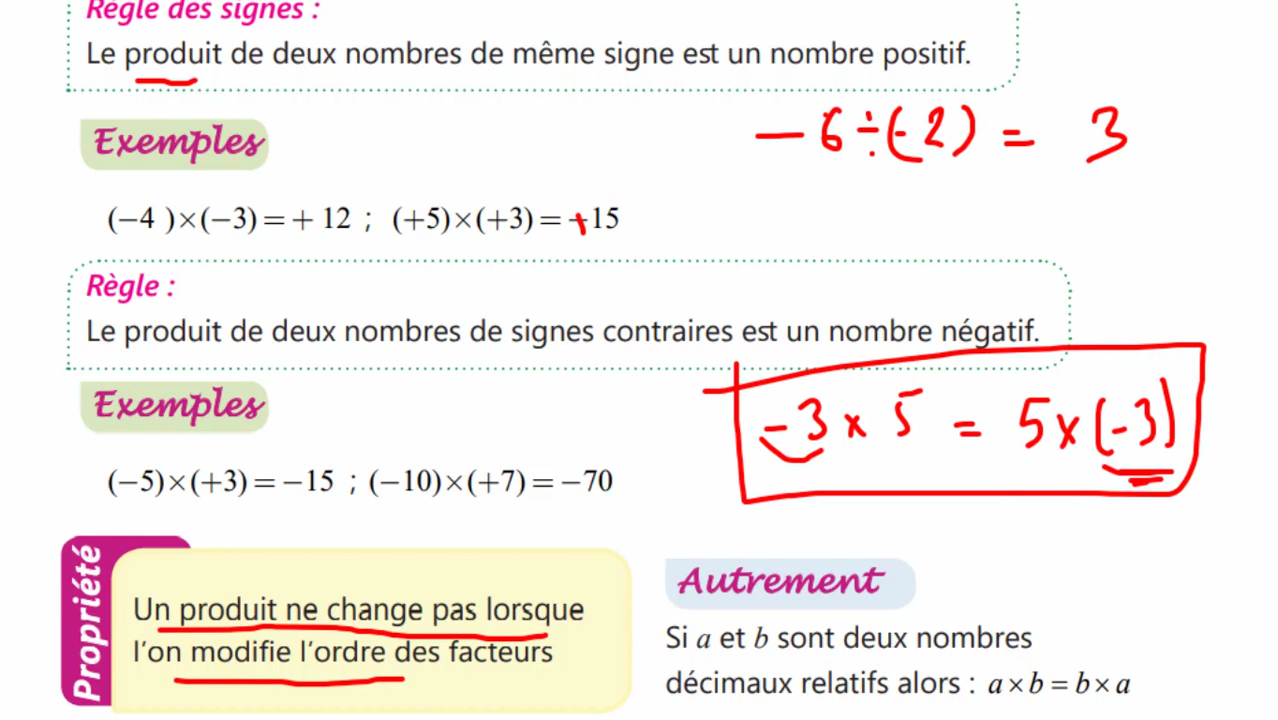 Règle des signes :
Le produit de deux nombres de même signe est un nombre positif.
− 6 ÷ (-2) = 3
Exemples
(−4 )×(−3)=+ 12 ; (+5)×(+3)=+15
Règle :
Le produit de deux nombres de signes contraires est un nombre négatif.
Exemples
-3 × 5 = 5×(-3)
(−5)×(+3)=−15 ; (−10)×(+7)=−70
Propriété
Un produit ne change pas lorsque
l’on modifie l’ordre des facteurs
Autrement
Si a et b sont deux nombres
décimaux relatifs alors : a×b=b×a